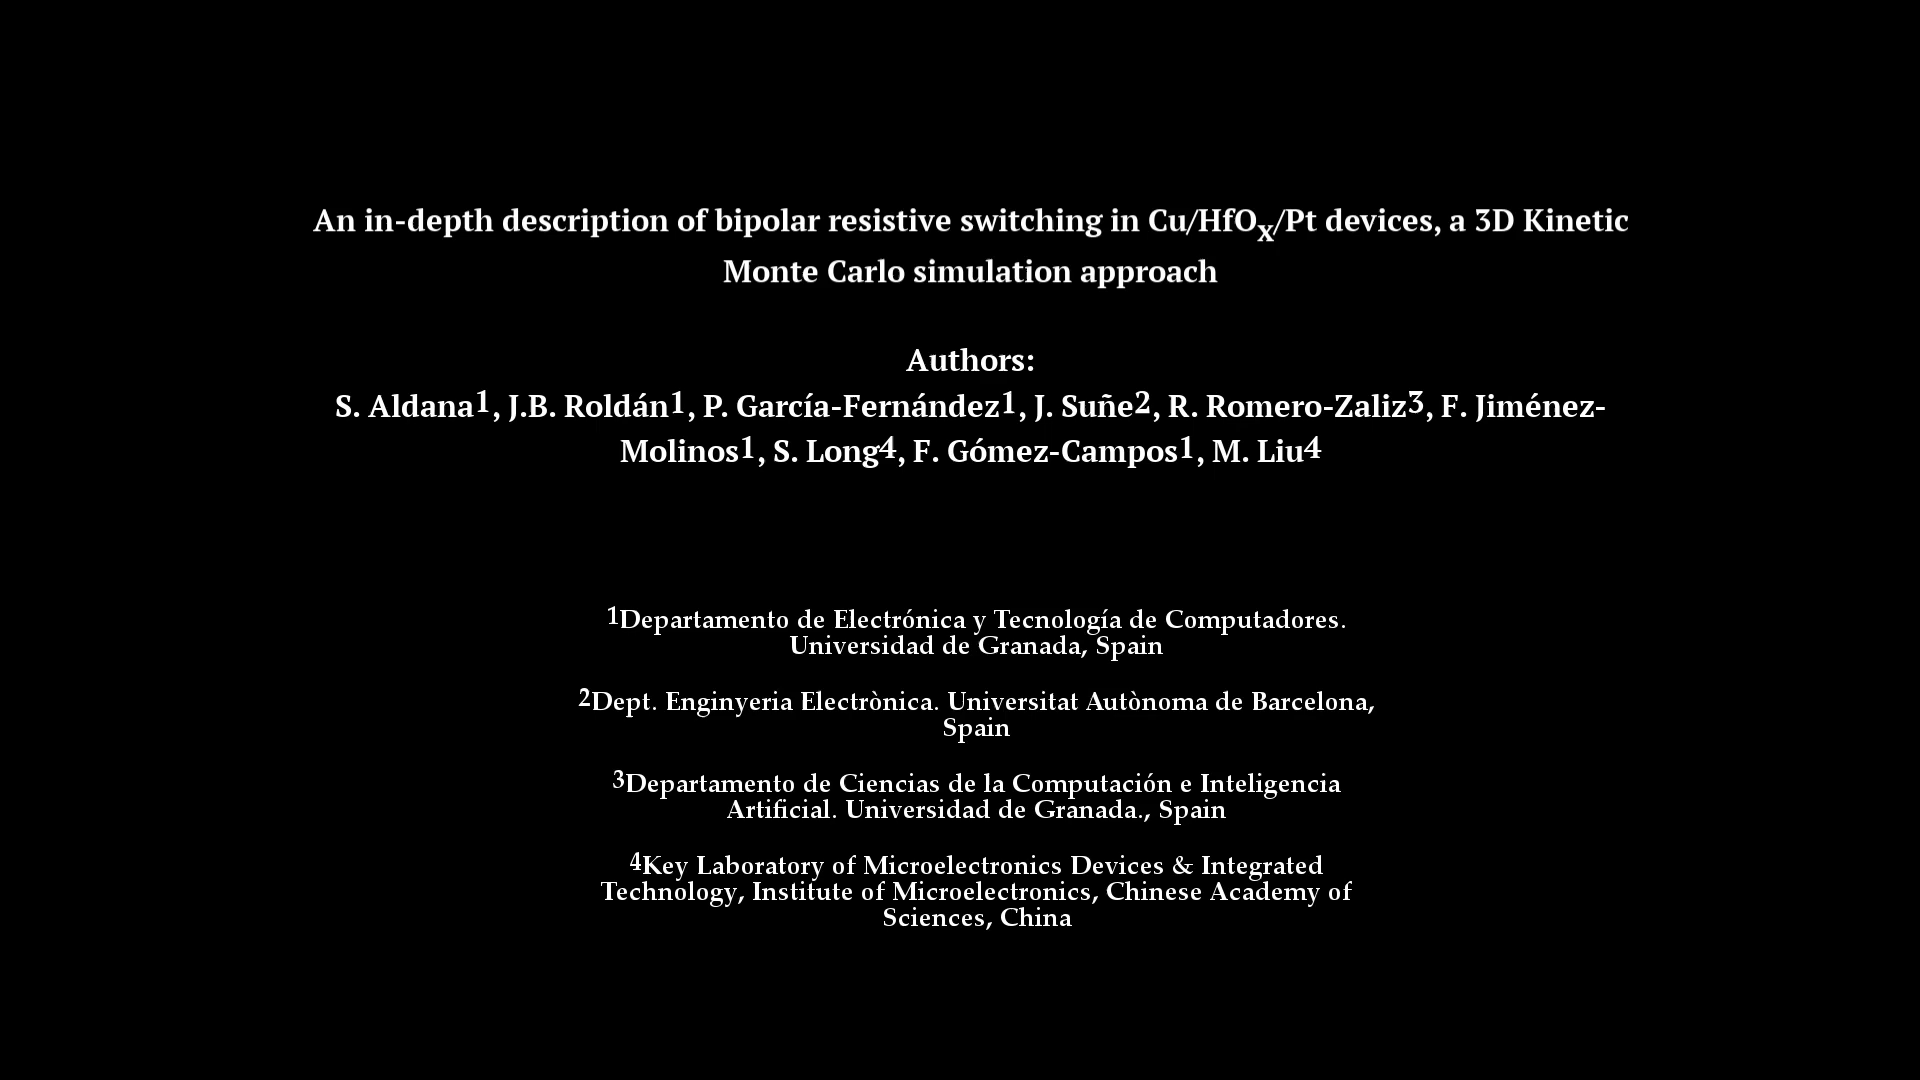 An in-depth description of bipolar resistive switching in Cu/HfOx/Pt devices, a 3D Kinetic
Monte Carlo simulation approach
Authors:
S. Aldana1, J.B. Roldán1, P. García-Fernández1, J. Suñe2, R. Romero-Zaliz3, F. Jiménez-
Molinos1, S. Long4, F. Gómez-Campos1, M. Liu4
1Departamento de Electrónica y Tecnología de Computadores.
Universidad de Granada, Spain
2Dept. Enginyeria Electrònica. Universitat Autònoma de Barcelona,
Spain
3Departamento de Ciencias de la Computación e Inteligencia
Artificial. Universidad de Granada., Spain
4Key Laboratory of Microelectronics Devices & Integrated
Technology, Institute of Microelectronics, Chinese Academy of
Sciences, China